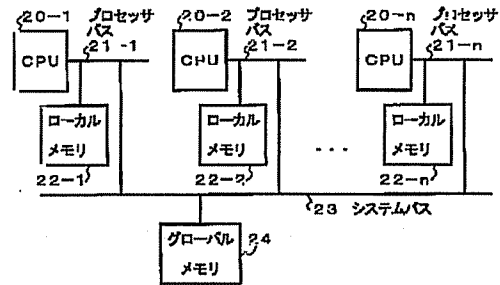 20-1
プロセッサ
バス
21-1
CPU
ローカル
メモリ
22-1
20-2
プロセッサ
バス
21-2
CPU
ローカル
メモリ
22-2
...
20-n
プロセッサ
バス
21-n
CPU
ローカル
メモリ
22-n
23 システムバス
グローバル
メモリ
24